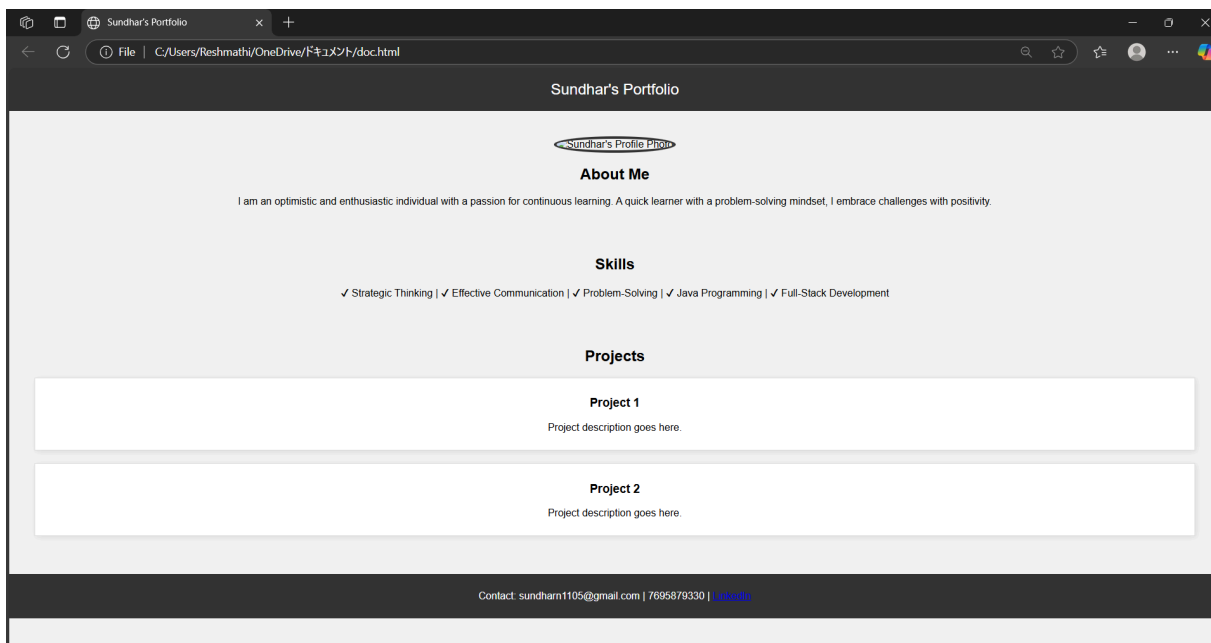 Sundhar's Portfolio
File | C:/Users/Reshmathi/OneDrive/ドキュメント/doc.html
Sundhar's Portfolio
Sundhar's Profile Photo
About Me
I am an optimistic and enthusiastic individual with a passion for continuous learning. A quick learner with a problem-solving mindset, I embrace challenges with positivity.
Skills
✓ Strategic Thinking | ✓ Effective Communication | ✓ Problem-Solving | ✓ Java Programming | ✓ Full-Stack Development
Projects
Project 1
Project description goes here.
Project 2
Project description goes here.
Contact: sundharn1105@gmail.com | 7695879330 | LinkedIn